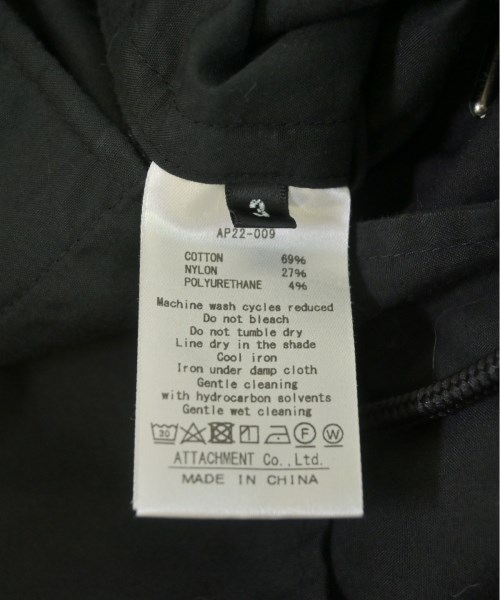 2
AP22-009
COTTON 69%
NYLON 27%
POLYURETHANE 4%
Machine wash cycles reduced
Do not bleach
Do not tumble dry
Line dry in the shade
Cool iron
Iron under damp cloth
Gentle cleaning
with hydrocarbon solvents
Gentle wet cleaning
30 F W
ATTACHMENT Co.,Ltd.
MADE IN CHINA